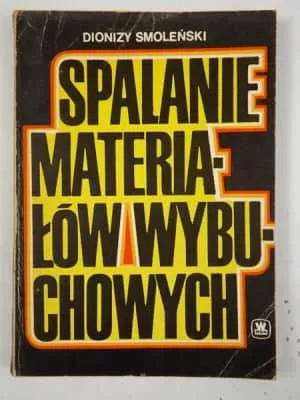 DIONIZY SMOLEŃSKI
SPALANIE
MATERIA-
ŁÓW WYBU-
CHOWYCH